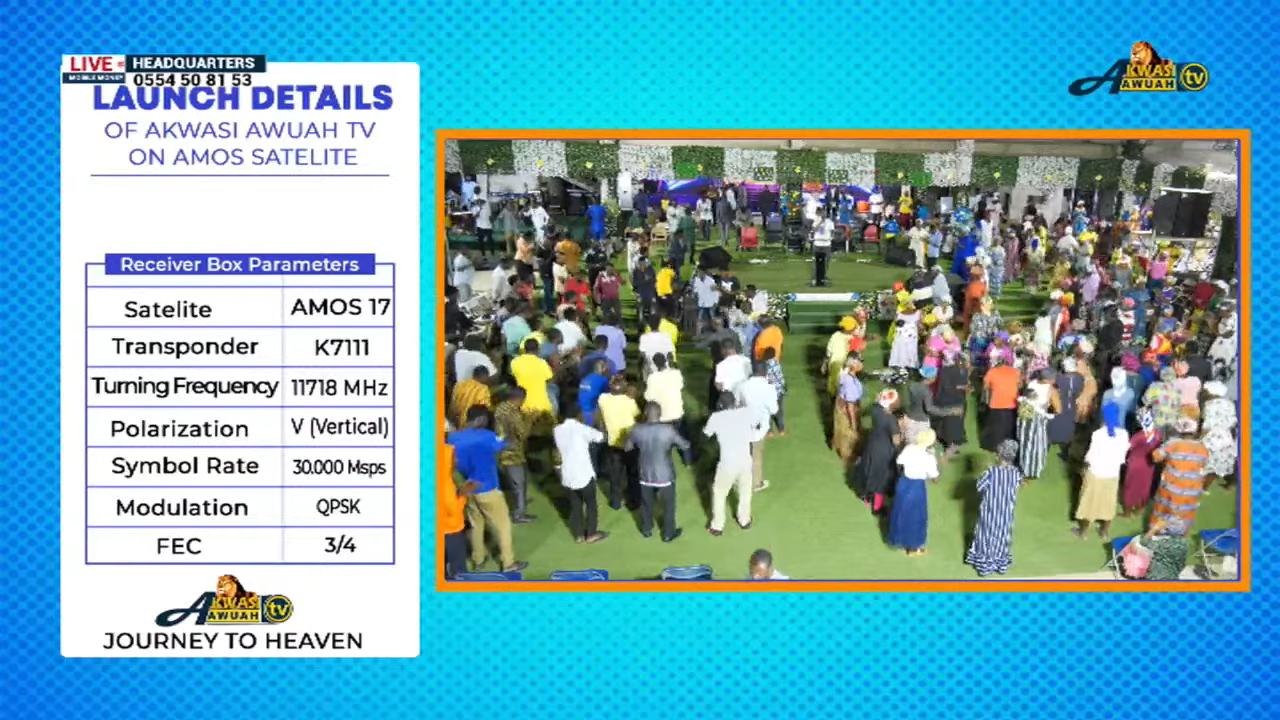 LIVE HEADQUARTERS
MOBILE MONEY 0554 50 81 53
LAUNCH DETAILS
OF AKWASI AWUAH TV
ON AMOS SATELITE
Receiver Box Parameters
Satelite AMOS 17
Transponder K7111
Turning Frequency 11718 MHz
Polarization V (Vertical)
Symbol Rate 30.000 Msps
Modulation QPSK
FEC 3/4
AKWASI
AWUAH tv
JOURNEY TO HEAVEN
AKWASI
AWUAH tv